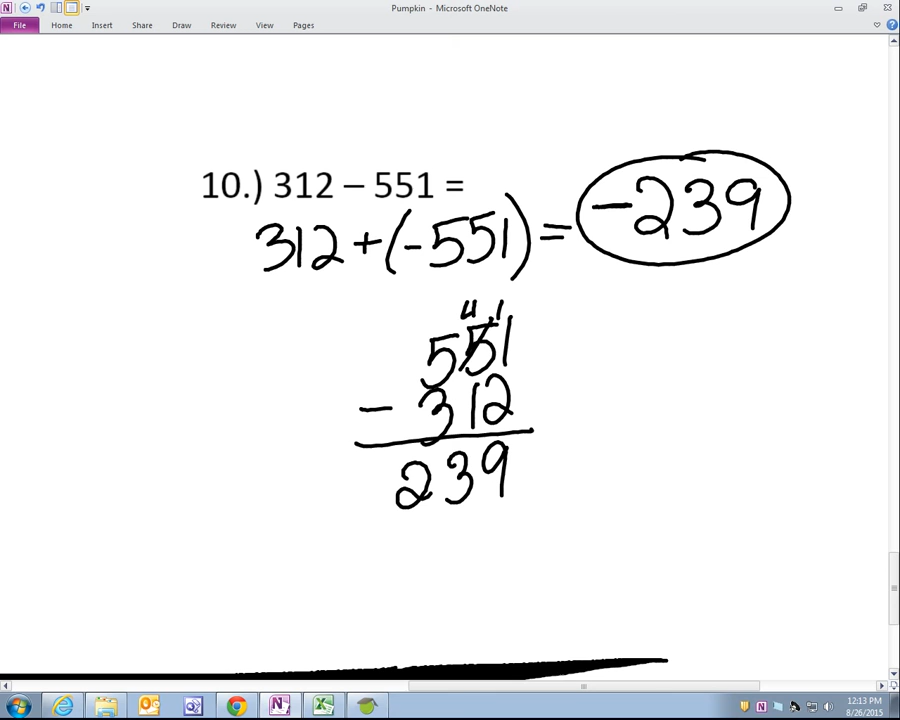 Pumpkin - Microsoft OneNote
File Home Insert Share Draw Review View Pages
10.) 312 – 551 =
312 + (-551) = -239
4 1
551
- 312
239
12:13 PM
8/26/2015